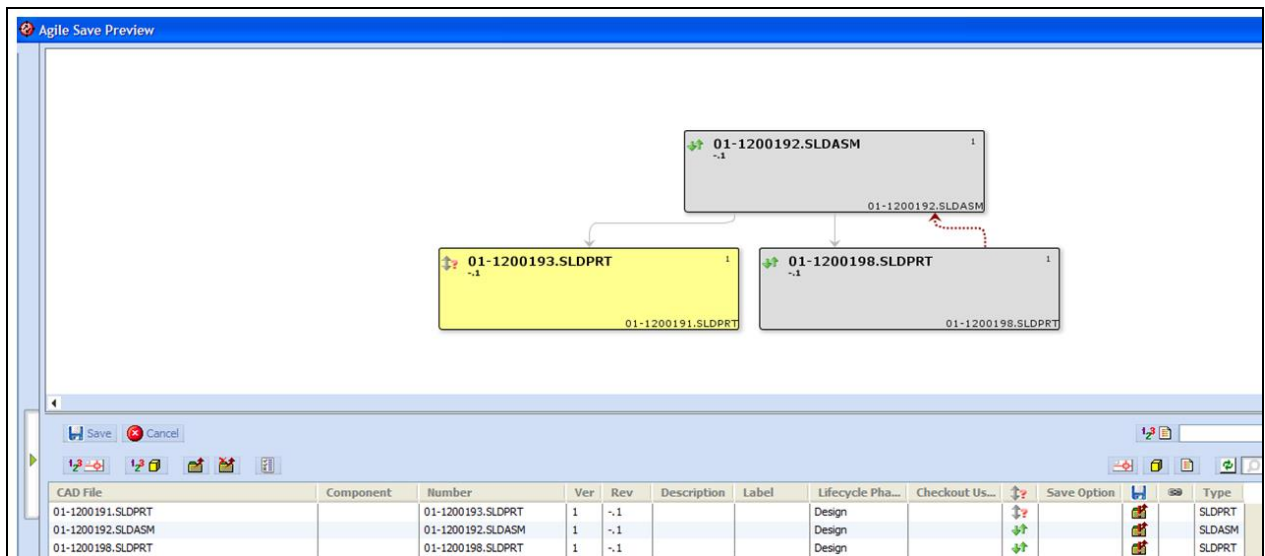 Agile Save Preview
01-1200192.SLDASM 1
-.1
01-1200192.SLDASM
01-1200193.SLDPRT 1
-.1
01-1200191.SLDPRT
01-1200198.SLDPRT 1
-.1
01-1200198.SLDPRT
Save Cancel
CAD File Component Number Ver Rev Description Label Lifecycle Pha... Checkout Us... Save Option Type
01-1200191.SLDPRT 01-1200193.SLDPRT 1 -.1 Design SLDPRT
01-1200192.SLDASM 01-1200192.SLDASM 1 -.1 Design SLDASM
01-1200198.SLDPRT 01-1200198.SLDPRT 1 -.1 Design SLDPRT